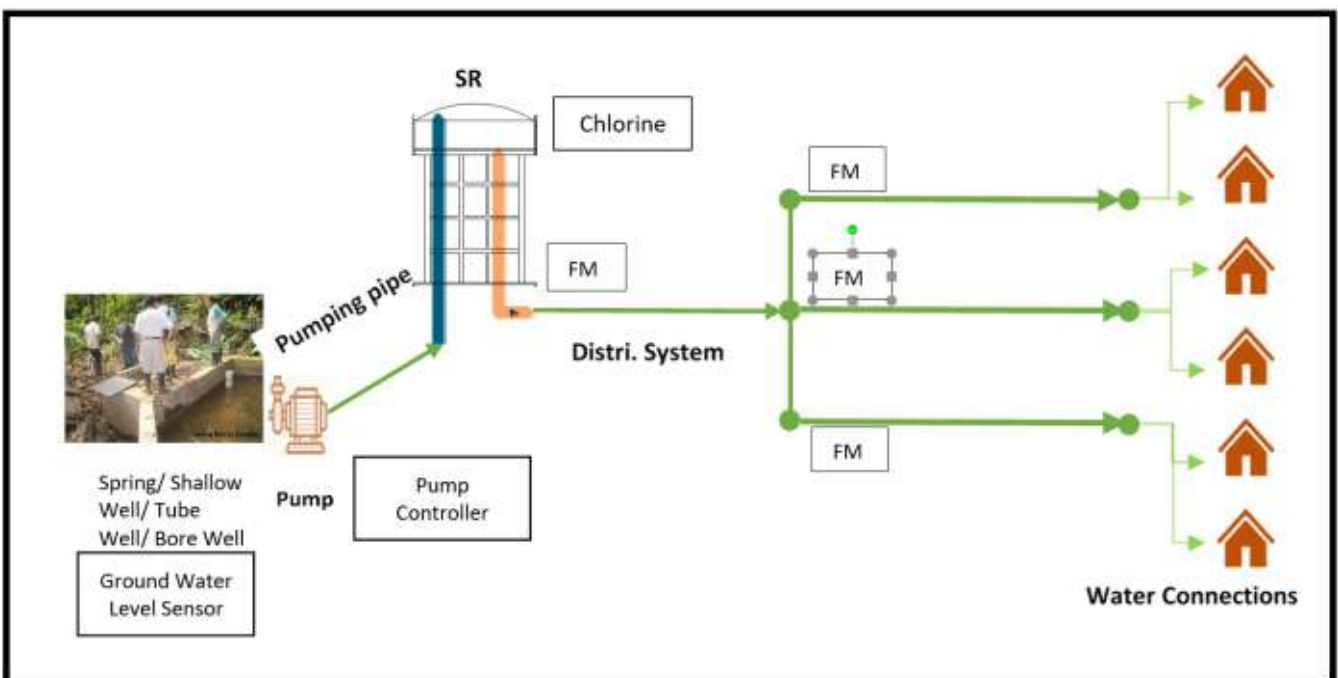 SR
Chlorine
FM
FM
FM
Pumping pipe
Distri. System
FM
Spring/ Shallow
Well/ Tube
Well/ Bore Well
Pump
Pump
Controller
Ground Water
Level Sensor
Water Connections